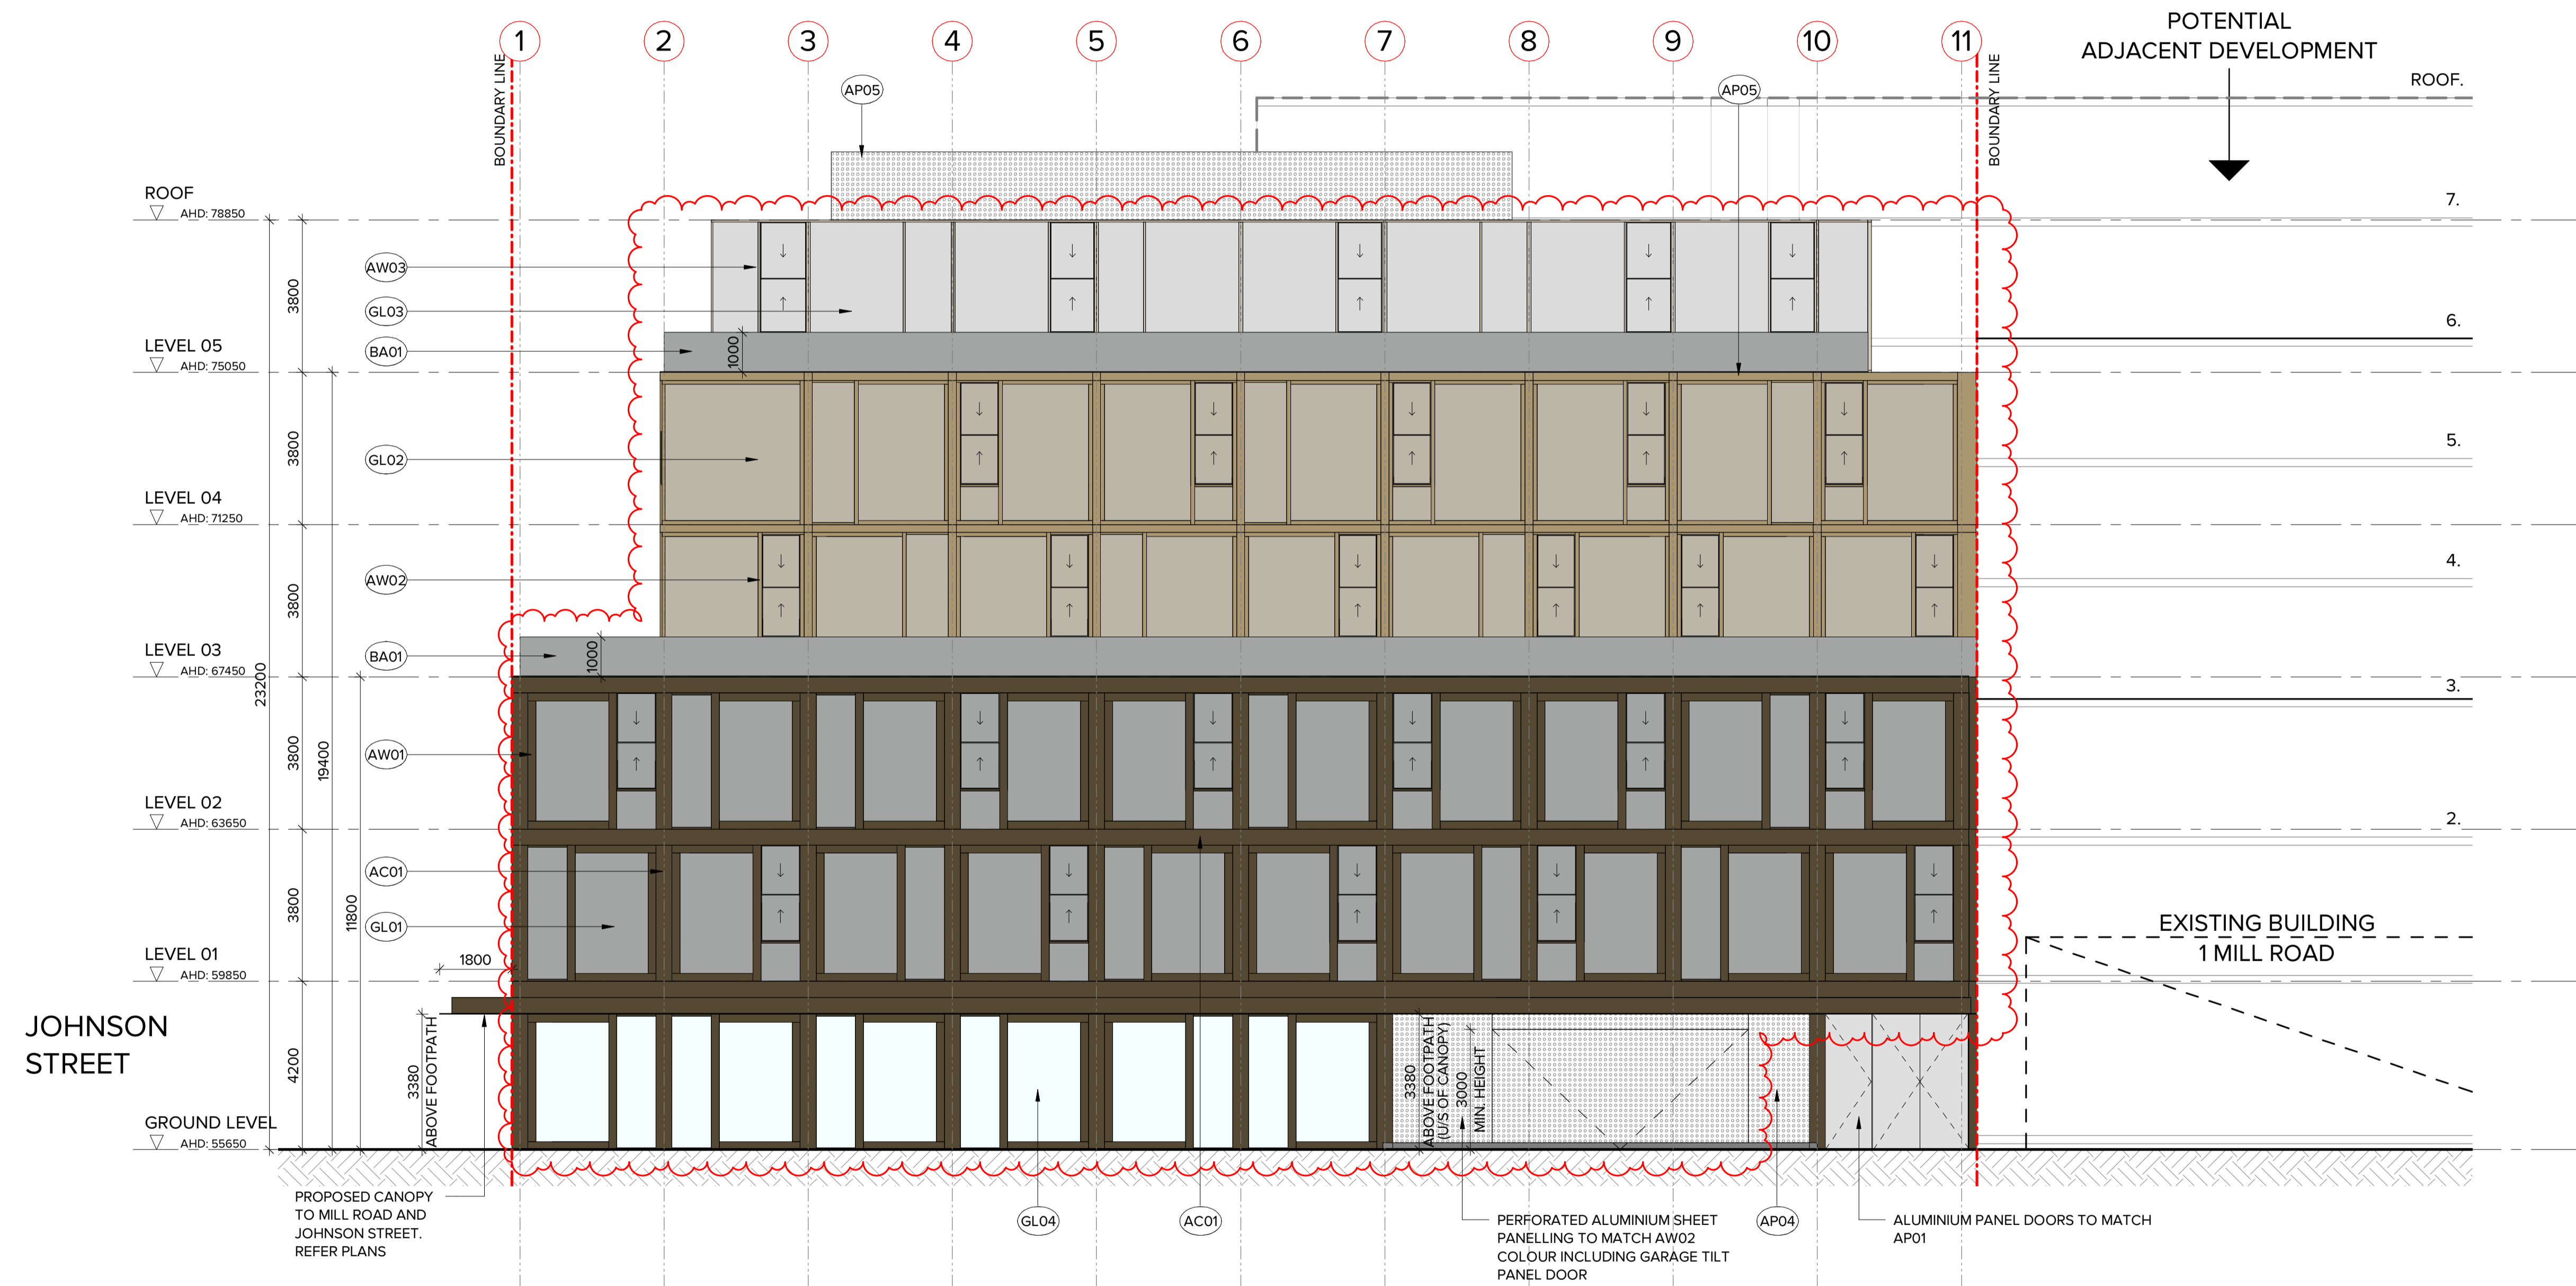 1 2 3 4 5 6 7 8 9 10 11
POTENTIAL
ADJACENT DEVELOPMENT
BOUNDARY LINE
BOUNDARY LINE
AP05
AP05
ROOF.
ROOF
AHD: 78850
7.
3800
AW03
GL03
6.
LEVEL 05
AHD: 75050
BA01
1000
3800
GL02
5.
LEVEL 04
AHD: 71250
3800
AW02
4.
LEVEL 03
AHD: 67450
BA01
1000
23200
3.
3800
19400
AW01
LEVEL 02
AHD: 63650
2.
3800
11800
AC01
GL01
EXISTING BUILDING
1 MILL ROAD
LEVEL 01
AHD: 59850
1800
JOHNSON
STREET
4200
3380
ABOVE FOOTPATH
3380
ABOVE FOOTPATH
(U/S OF CANOPY)
3000
MIN. HEIGHT
GROUND LEVEL
AHD: 55650
PROPOSED CANOPY
TO MILL ROAD AND
JOHNSON STREET.
REFER PLANS
GL04
AC01
PERFORATED ALUMINIUM SHEET
PANELLING TO MATCH AW02
COLOUR INCLUDING GARAGE TILT
PANEL DOOR
AP04
ALUMINIUM PANEL DOORS TO MATCH
AP01